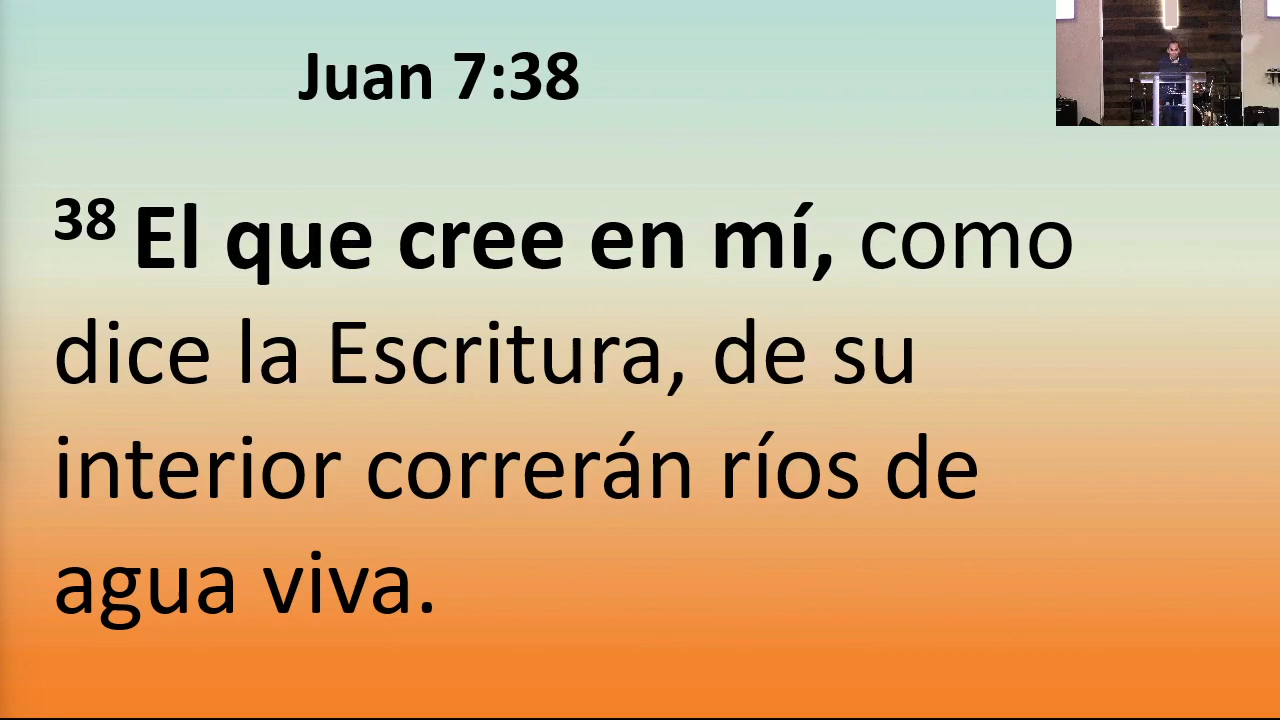 Juan 7:38
38 El que cree en mí, como
dice la Escritura, de su
interior correrán ríos de
agua viva.